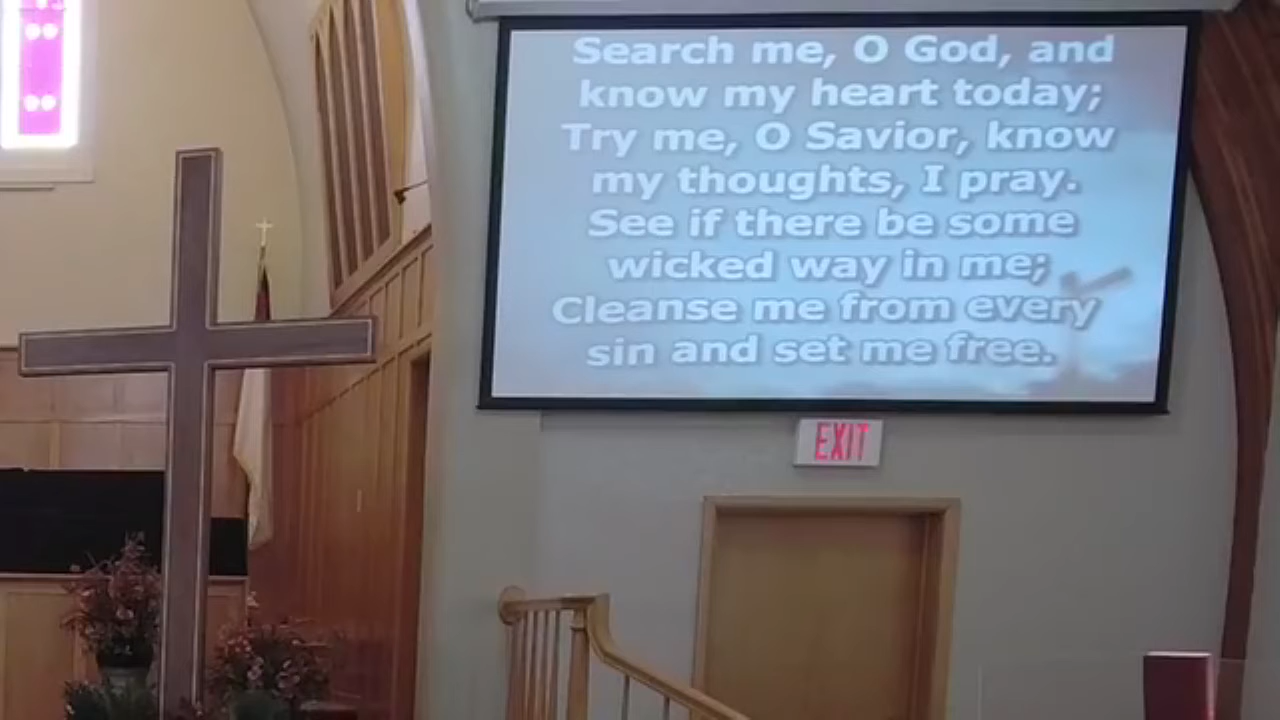 Search me, O God, and
know my heart today;
Try me, O Savior, know
my thoughts, I pray.
See if there be some
wicked way in me;
Cleanse me from every
sin and set me free.
EXIT